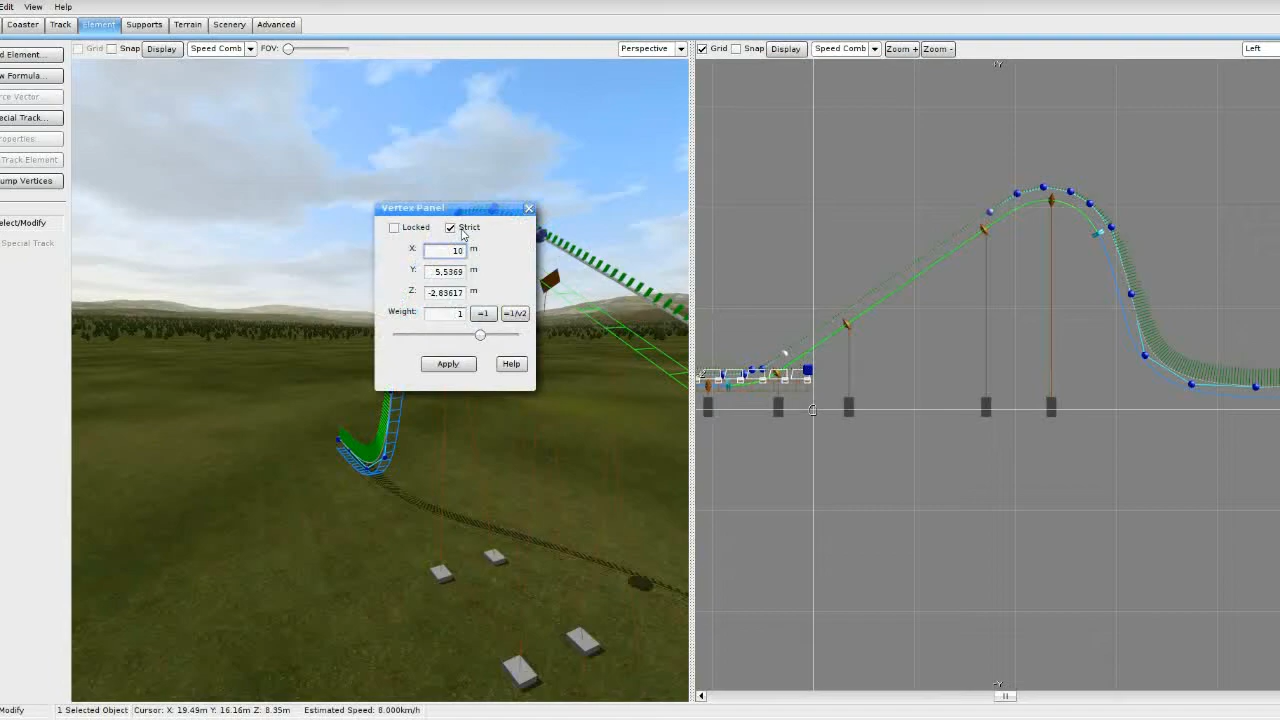 Edit View Help
Coaster Track Element Supports Terrain Scenery Advanced
Grid Snap Display Speed Comb FOV: Perspective Grid Snap Display Speed Comb Zoom + Zoom - Left
d Element...
w Formula...
rce Vector...
ecial Track...
roperties...
Track Element
ump Vertices
elect/Modify
Special Track
Vertex Panel
Locked Strict
X: 10 m
Y: 5,5369 m
Z: -2,83617 m
Weight: 1 =1 =1/v2
Apply Help
Modify 1 Selected Object Cursor: X: 19.49m Y: 16.16m Z: 8.35m Estimated Speed: 8.000km/h